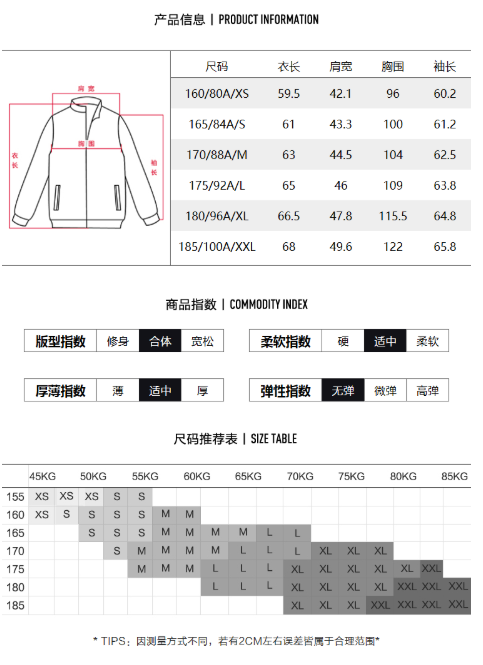 产品信息 | PRODUCT INFORMATION
尺码 衣长 肩宽 胸围 袖长
肩 宽
160/80A/XS 59.5 42.1 96 60.2
165/84A/S 61 43.3 100 61.2
胸 围
衣长
袖长
170/88A/M 63 44.5 104 62.5
175/92A/L 65 46 109 63.8
180/96A/XL 66.5 47.8 115.5 64.8
185/100A/XXL 68 49.6 122 65.8
商品指数 | COMMODITY INDEX
版型指数 修身 合体 宽松
柔软指数 硬 适中 柔软
厚薄指数 薄 适中 厚
弹性指数 无弹 微弹 高弹
尺码推荐表 | SIZE TABLE
45KG 50KG 55KG 60KG 65KG 70KG 75KG 80KG 85KG
155 XS XS XS S S
160 XS S S S S M M
165 S S S M M M M L L
170 S M M M M L L L XL XL XL
175 M M M L L L XL XL XL XL XXL
180 L L L XL XL XL XL XXL XXL XXL
185 XL XL XL XXL XXL XXL XXL
* TIPS：因测量方式不同，若有2CM左右误差皆属于合理范围*